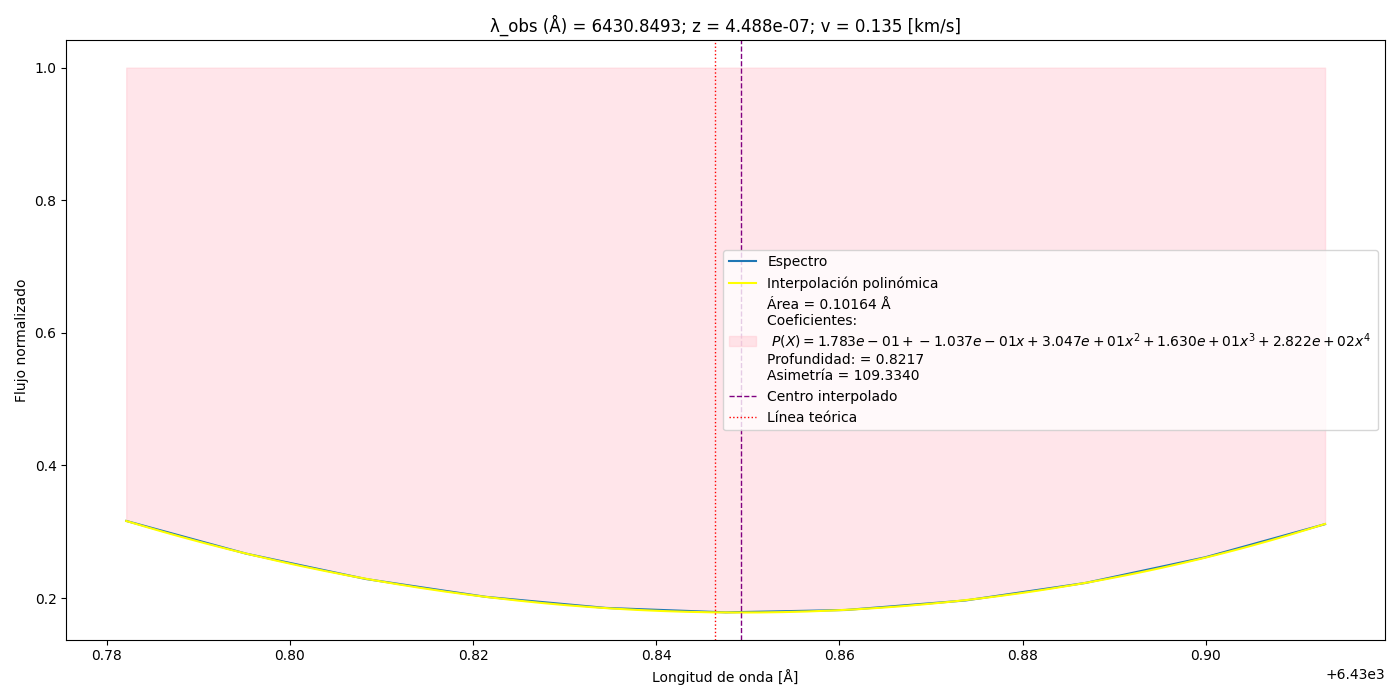 λ_obs (Å) = 6430.8493; z = 4.488e-07; v = 0.135 [km/s]
Flujo normalizado
1.0
0.8
0.6
0.4
0.2
Espectro
Interpolación polinómica
Área = 0.10164 Å
Coeficientes:
P(X) = 1.783e − 01 + −1.037e − 01x + 3.047e + 01x² + 1.630e + 01x³ + 2.822e + 02x⁴
Profundidad: = 0.8217
Asimetría = 109.3340
Centro interpolado
Línea teórica
0.78 0.80 0.82 0.84 0.86 0.88 0.90
+6.43e3
Longitud de onda [Å]